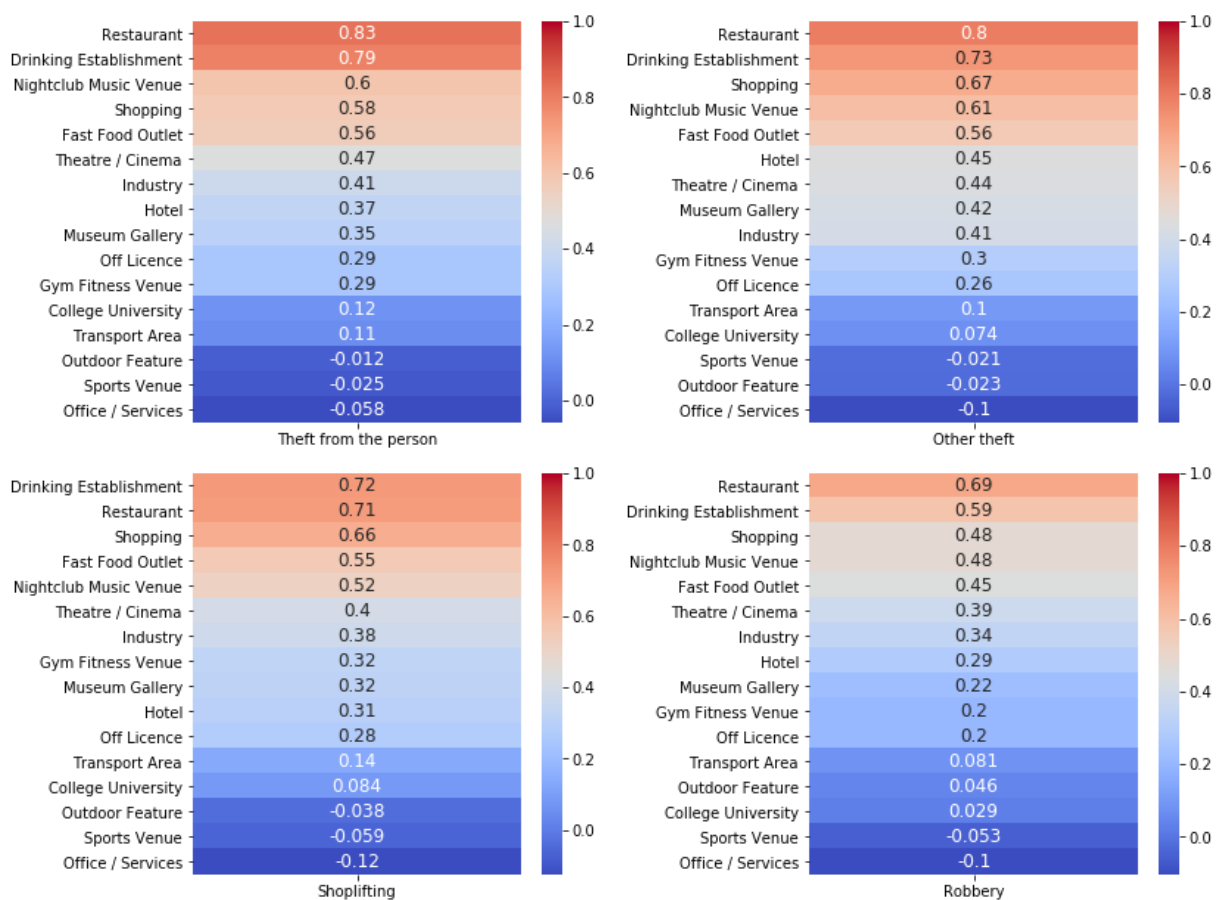 Restaurant 0.83
Drinking Establishment 0.79
Nightclub Music Venue 0.6
Shopping 0.58
Fast Food Outlet 0.56
Theatre / Cinema 0.47
Industry 0.41
Hotel 0.37
Museum Gallery 0.35
Off Licence 0.29
Gym Fitness Venue 0.29
College University 0.12
Transport Area 0.11
Outdoor Feature -0.012
Sports Venue -0.025
Office / Services -0.058
Theft from the person
1.0
0.8
0.6
0.4
0.2
0.0
Restaurant 0.8
Drinking Establishment 0.73
Shopping 0.67
Nightclub Music Venue 0.61
Fast Food Outlet 0.56
Hotel 0.45
Theatre / Cinema 0.44
Museum Gallery 0.42
Industry 0.41
Gym Fitness Venue 0.3
Off Licence 0.26
Transport Area 0.1
College University 0.074
Sports Venue -0.021
Outdoor Feature -0.023
Office / Services -0.1
Other theft
1.0
0.8
0.6
0.4
0.2
0.0
Drinking Establishment 0.72
Restaurant 0.71
Shopping 0.66
Fast Food Outlet 0.55
Nightclub Music Venue 0.52
Theatre / Cinema 0.4
Industry 0.38
Gym Fitness Venue 0.32
Museum Gallery 0.32
Hotel 0.31
Off Licence 0.28
Transport Area 0.14
College University 0.084
Outdoor Feature -0.038
Sports Venue -0.059
Office / Services -0.12
Shoplifting
1.0
0.8
0.6
0.4
0.2
0.0
Restaurant 0.69
Drinking Establishment 0.59
Shopping 0.48
Nightclub Music Venue 0.48
Fast Food Outlet 0.45
Theatre / Cinema 0.39
Industry 0.34
Hotel 0.29
Museum Gallery 0.22
Gym Fitness Venue 0.2
Off Licence 0.2
Transport Area 0.081
Outdoor Feature 0.046
College University 0.029
Sports Venue -0.053
Office / Services -0.1
Robbery
1.0
0.8
0.6
0.4
0.2
0.0